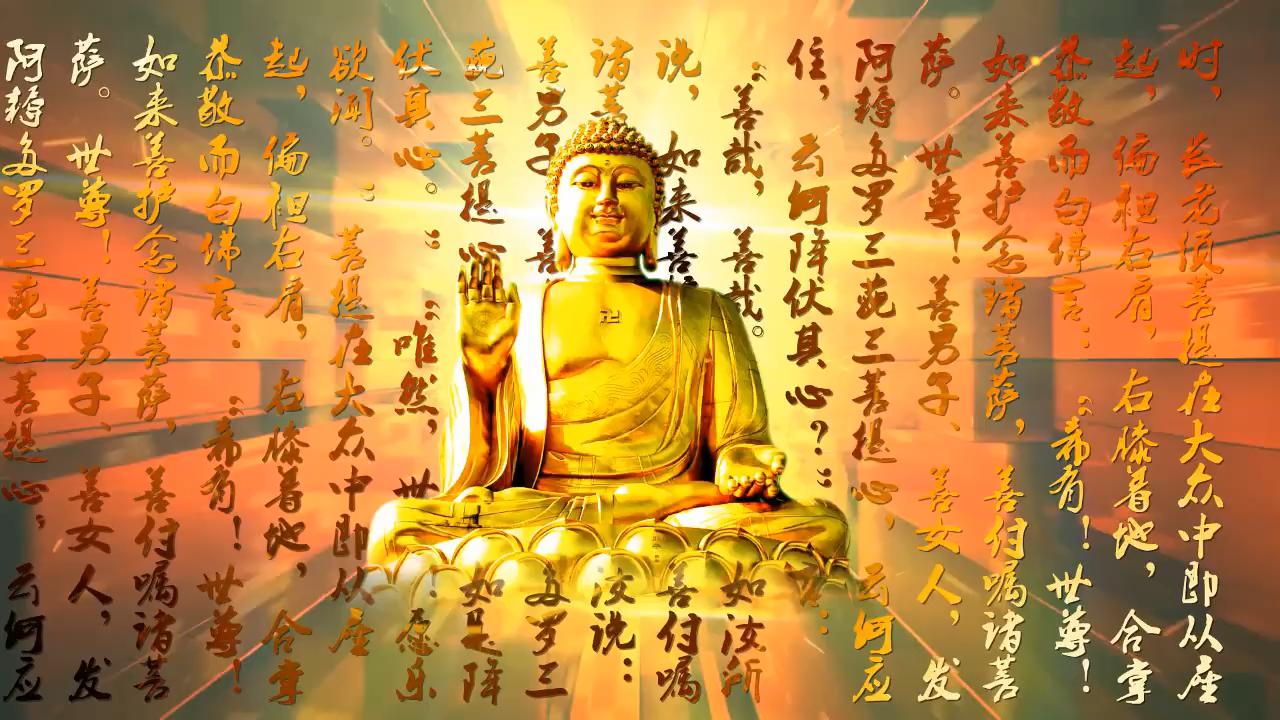 时，长老须菩提在大众中即从座
起，偏袒右肩，右膝着地，合掌
恭敬而白佛言：“希有！世尊！
如来善护念诸菩萨，善付嘱诸菩
萨。世尊！善男子、善女人，发
阿耨多罗三藐三菩提心，云何应
住，云何降伏其心？”
“善哉，善哉。如汝所
说，如来善善付嘱
诸菩汝说：
善男子善多罗三
藐三菩提心如是降
伏其心。”“唯然，世！愿乐
欲闻。”菩提在大众中即从座
起，偏袒右肩，右膝着地，合掌
恭敬而白佛言：“希有！世尊！
如来善护念诸菩萨，善付嘱诸菩
萨。世尊！善男子、善女人，发
阿耨多罗三藐三菩提心，云何应